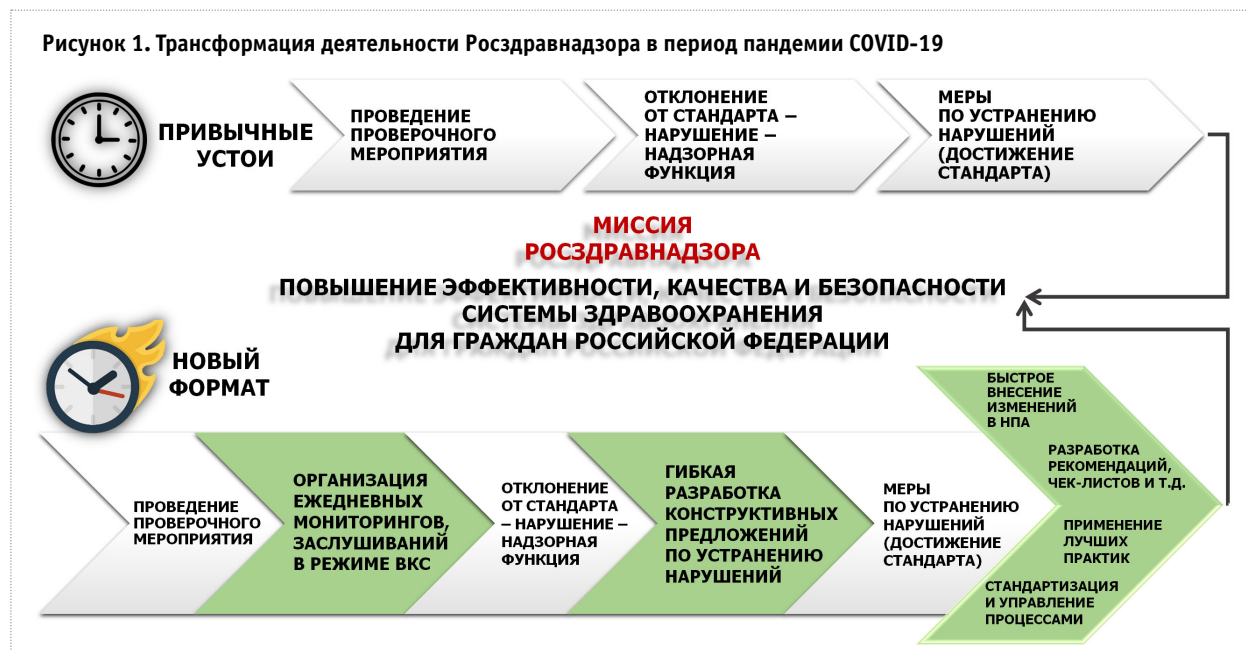 Рисунок 1. Трансформация деятельности Росздравнадзора в период пандемии COVID-19
ПРИВЫЧНЫЕ
УСТОИ
ПРОВЕДЕНИЕ
ПРОВЕРОЧНОГО
МЕРОПРИЯТИЯ
ОТКЛОНЕНИЕ
ОТ СТАНДАРТА –
НАРУШЕНИЕ –
НАДЗОРНАЯ
ФУНКЦИЯ
МЕРЫ
ПО УСТРАНЕНИЮ
НАРУШЕНИЙ
(ДОСТИЖЕНИЕ
СТАНДАРТА)
МИССИЯ
РОСЗДРАВНАДЗОРА
ПОВЫШЕНИЕ ЭФФЕКТИВНОСТИ, КАЧЕСТВА И БЕЗОПАСНОСТИ
СИСТЕМЫ ЗДРАВООХРАНЕНИЯ
ДЛЯ ГРАЖДАН РОССИЙСКОЙ ФЕДЕРАЦИИ
НОВЫЙ
ФОРМАТ
ПРОВЕДЕНИЕ
ПРОВЕРОЧНОГО
МЕРОПРИЯТИЯ
ОРГАНИЗАЦИЯ
ЕЖЕДНЕВНЫХ
МОНИТОРИНГОВ,
ЗАСЛУШИВАНИЙ
В РЕЖИМЕ ВКС
ОТКЛОНЕНИЕ
ОТ СТАНДАРТА
– НАРУШЕНИЕ –
НАДЗОРНАЯ
ФУНКЦИЯ
ГИБКАЯ
РАЗРАБОТКА
КОНСТРУКТИВНЫХ
ПРЕДЛОЖЕНИЙ
ПО УСТРАНЕНИЮ
НАРУШЕНИЙ
МЕРЫ
ПО УСТРАНЕНИЮ
НАРУШЕНИЙ
(ДОСТИЖЕНИЕ
СТАНДАРТА)
БЫСТРОЕ
ВНЕСЕНИЕ
ИЗМЕНЕНИЙ
В НПА
РАЗРАБОТКА
РЕКОМЕНДАЦИЙ,
ЧЕК-ЛИСТОВ И Т.Д.
ПРИМЕНЕНИЕ
ЛУЧШИХ
ПРАКТИК
СТАНДАРТИЗАЦИЯ
И УПРАВЛЕНИЕ
ПРОЦЕССАМИ